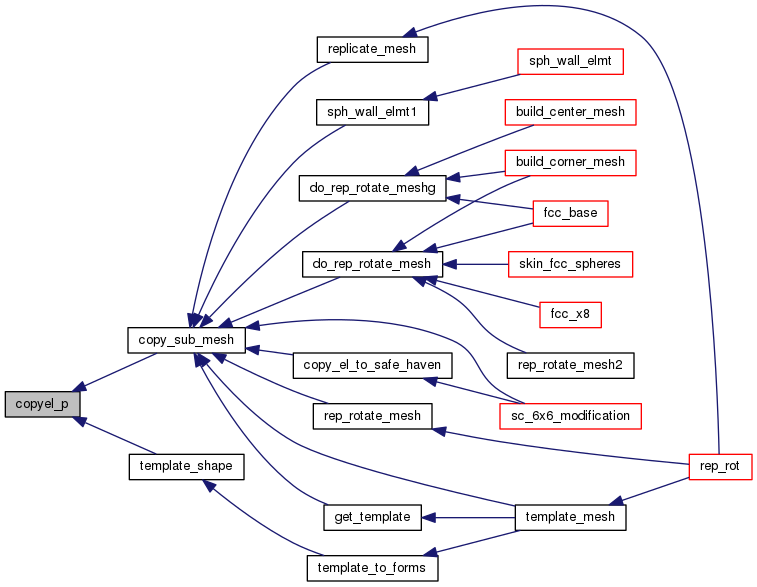 replicate_mesh
sph_wall_elmt
sph_wall_elmt1
build_center_mesh
build_corner_mesh
do_rep_rotate_meshg
fcc_base
do_rep_rotate_mesh
skin_fcc_spheres
fcc_x8
copy_sub_mesh
rep_rotate_mesh2
copy_el_to_safe_haven
copyel_p
rep_rotate_mesh
sc_6x6_modification
template_shape
rep_rot
get_template
template_mesh
template_to_forms